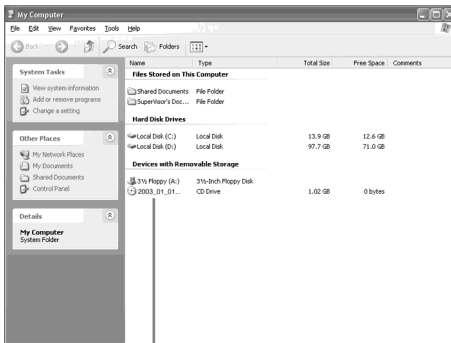 My Computer
File Edit View Favorites Tools Help
Back Search Folders
System Tasks
View system information
Add or remove programs
Change a setting
Other Places
My Network Places
My Documents
Shared Documents
Control Panel
Details
My Computer
System Folder
Name Type Total Size Free Space Comments
Files Stored on This Computer
Shared Documents File Folder
SuperVisor's Doc... File Folder
Hard Disk Drives
Local Disk (C:) Local Disk 13.9 GB 12.6 GB
Local Disk (D:) Local Disk 97.7 GB 71.0 GB
Devices with Removable Storage
3½ Floppy (A:) 3½-Inch Floppy Disk
2003_01_01... CD Drive 1.02 GB 0 bytes